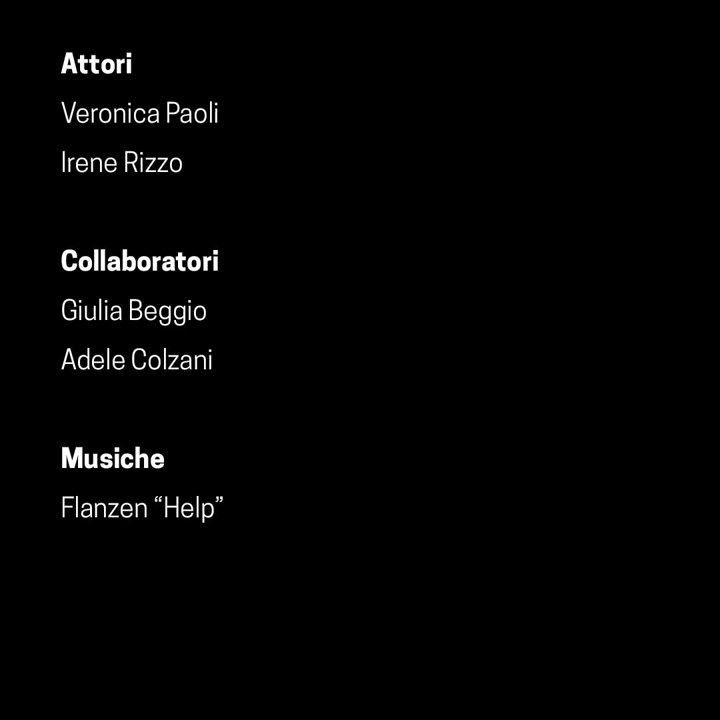 Attori
Veronica Paoli
Irene Rizzo
Collaboratori
Giulia Beggio
Adele Colzani
Musiche
Flanzen “Help”